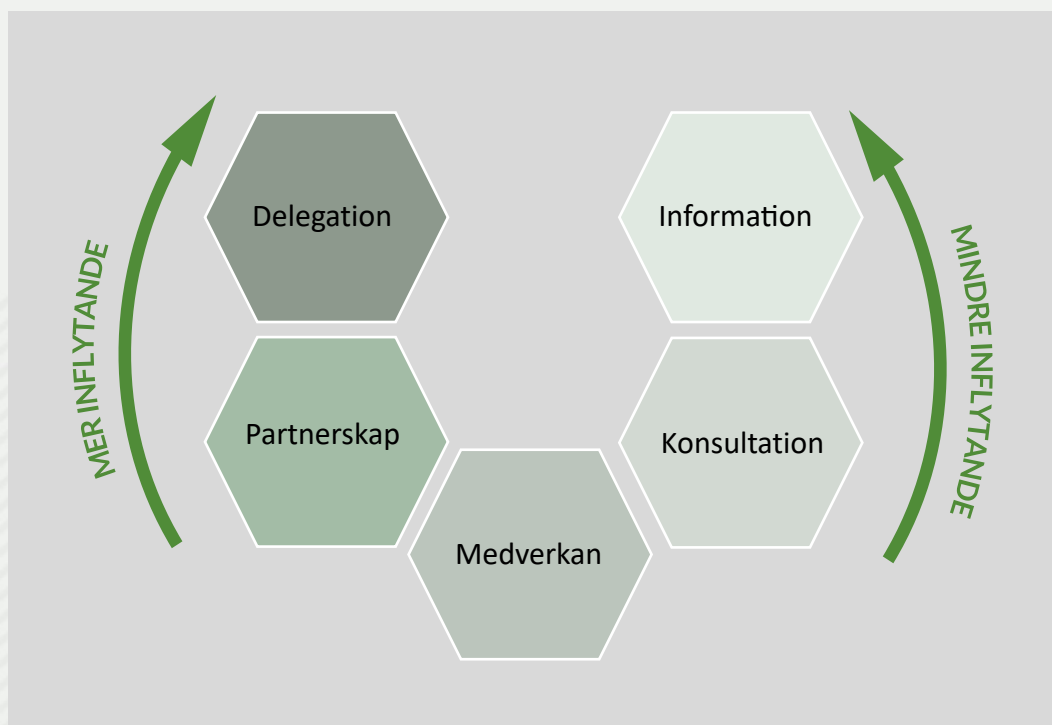 Delegation
Information
MER INFLYTANDE
MINDRE INFLYTANDE
Partnerskap
Konsultation
Medverkan